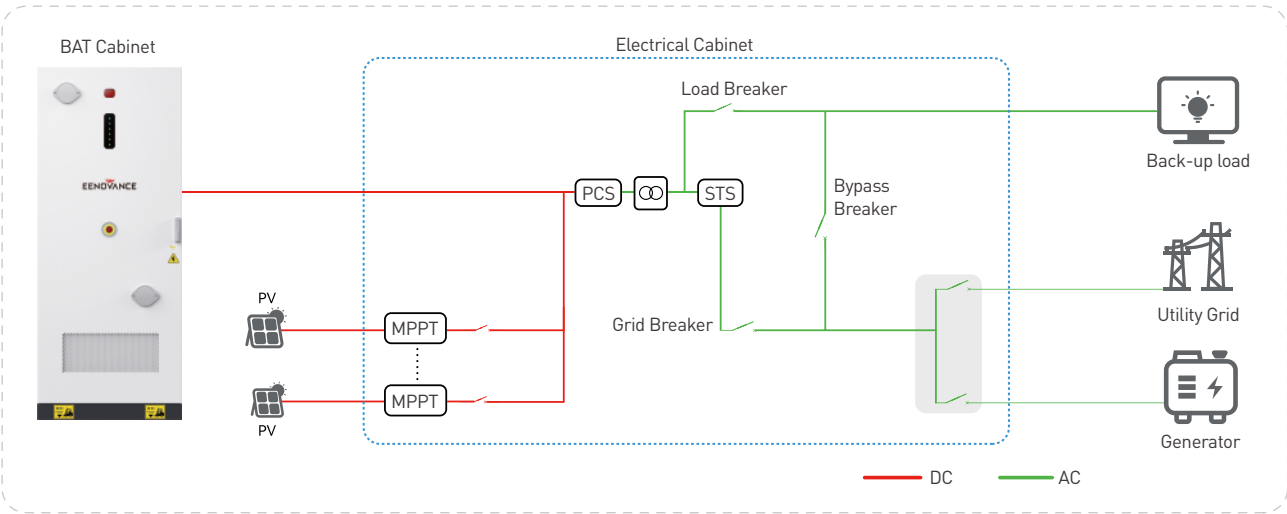 BAT Cabinet
Electrical Cabinet
Load Breaker
Back-up load
EENOVANCE
PCS
STS
Bypass
Breaker
PV
MPPT
Grid Breaker
Utility Grid
MPPT
PV
Generator
DC
AC